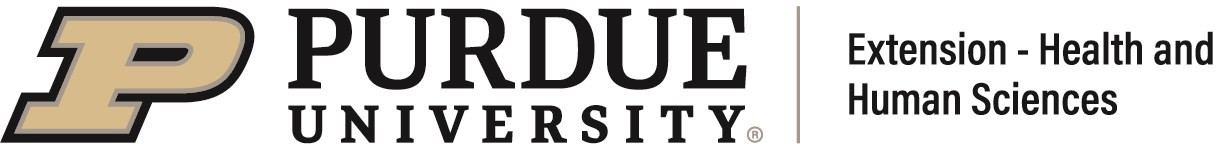 P
PURDUE
UNIVERSITY®
Extension - Health and
Human Sciences